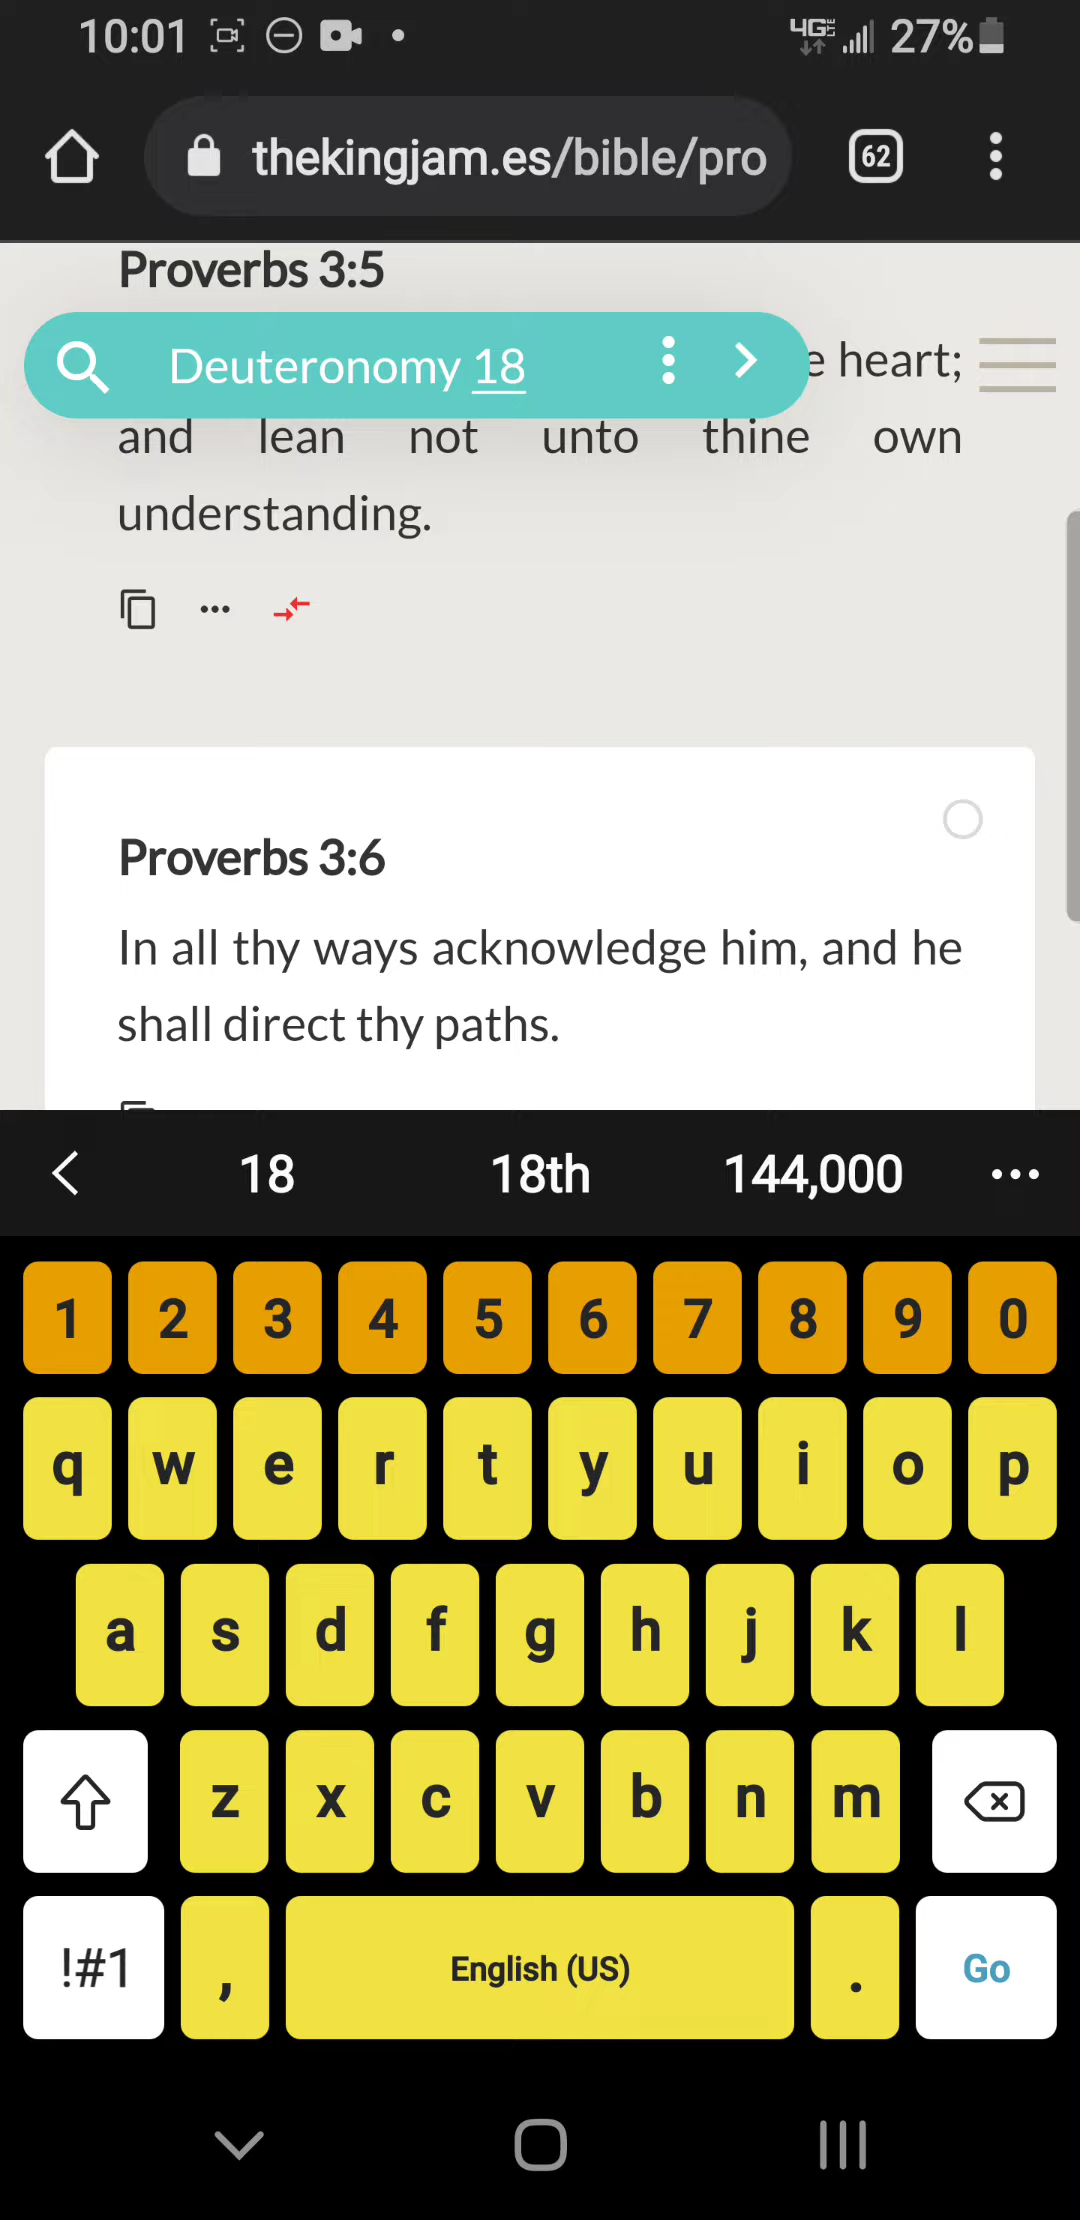 10:01 4G LTE 27%
thekingjam.es/bible/pro 62
Proverbs 3:5
Deuteronomy 18 heart;
and lean not unto thine own
understanding.
Proverbs 3:6
In all thy ways acknowledge him, and he
shall direct thy paths.
18 18th 144,000
1 2 3 4 5 6 7 8 9 0
q w e r t y u i o p
a s d f g h j k l
z x c v b n m
!#1 , English (US) . Go